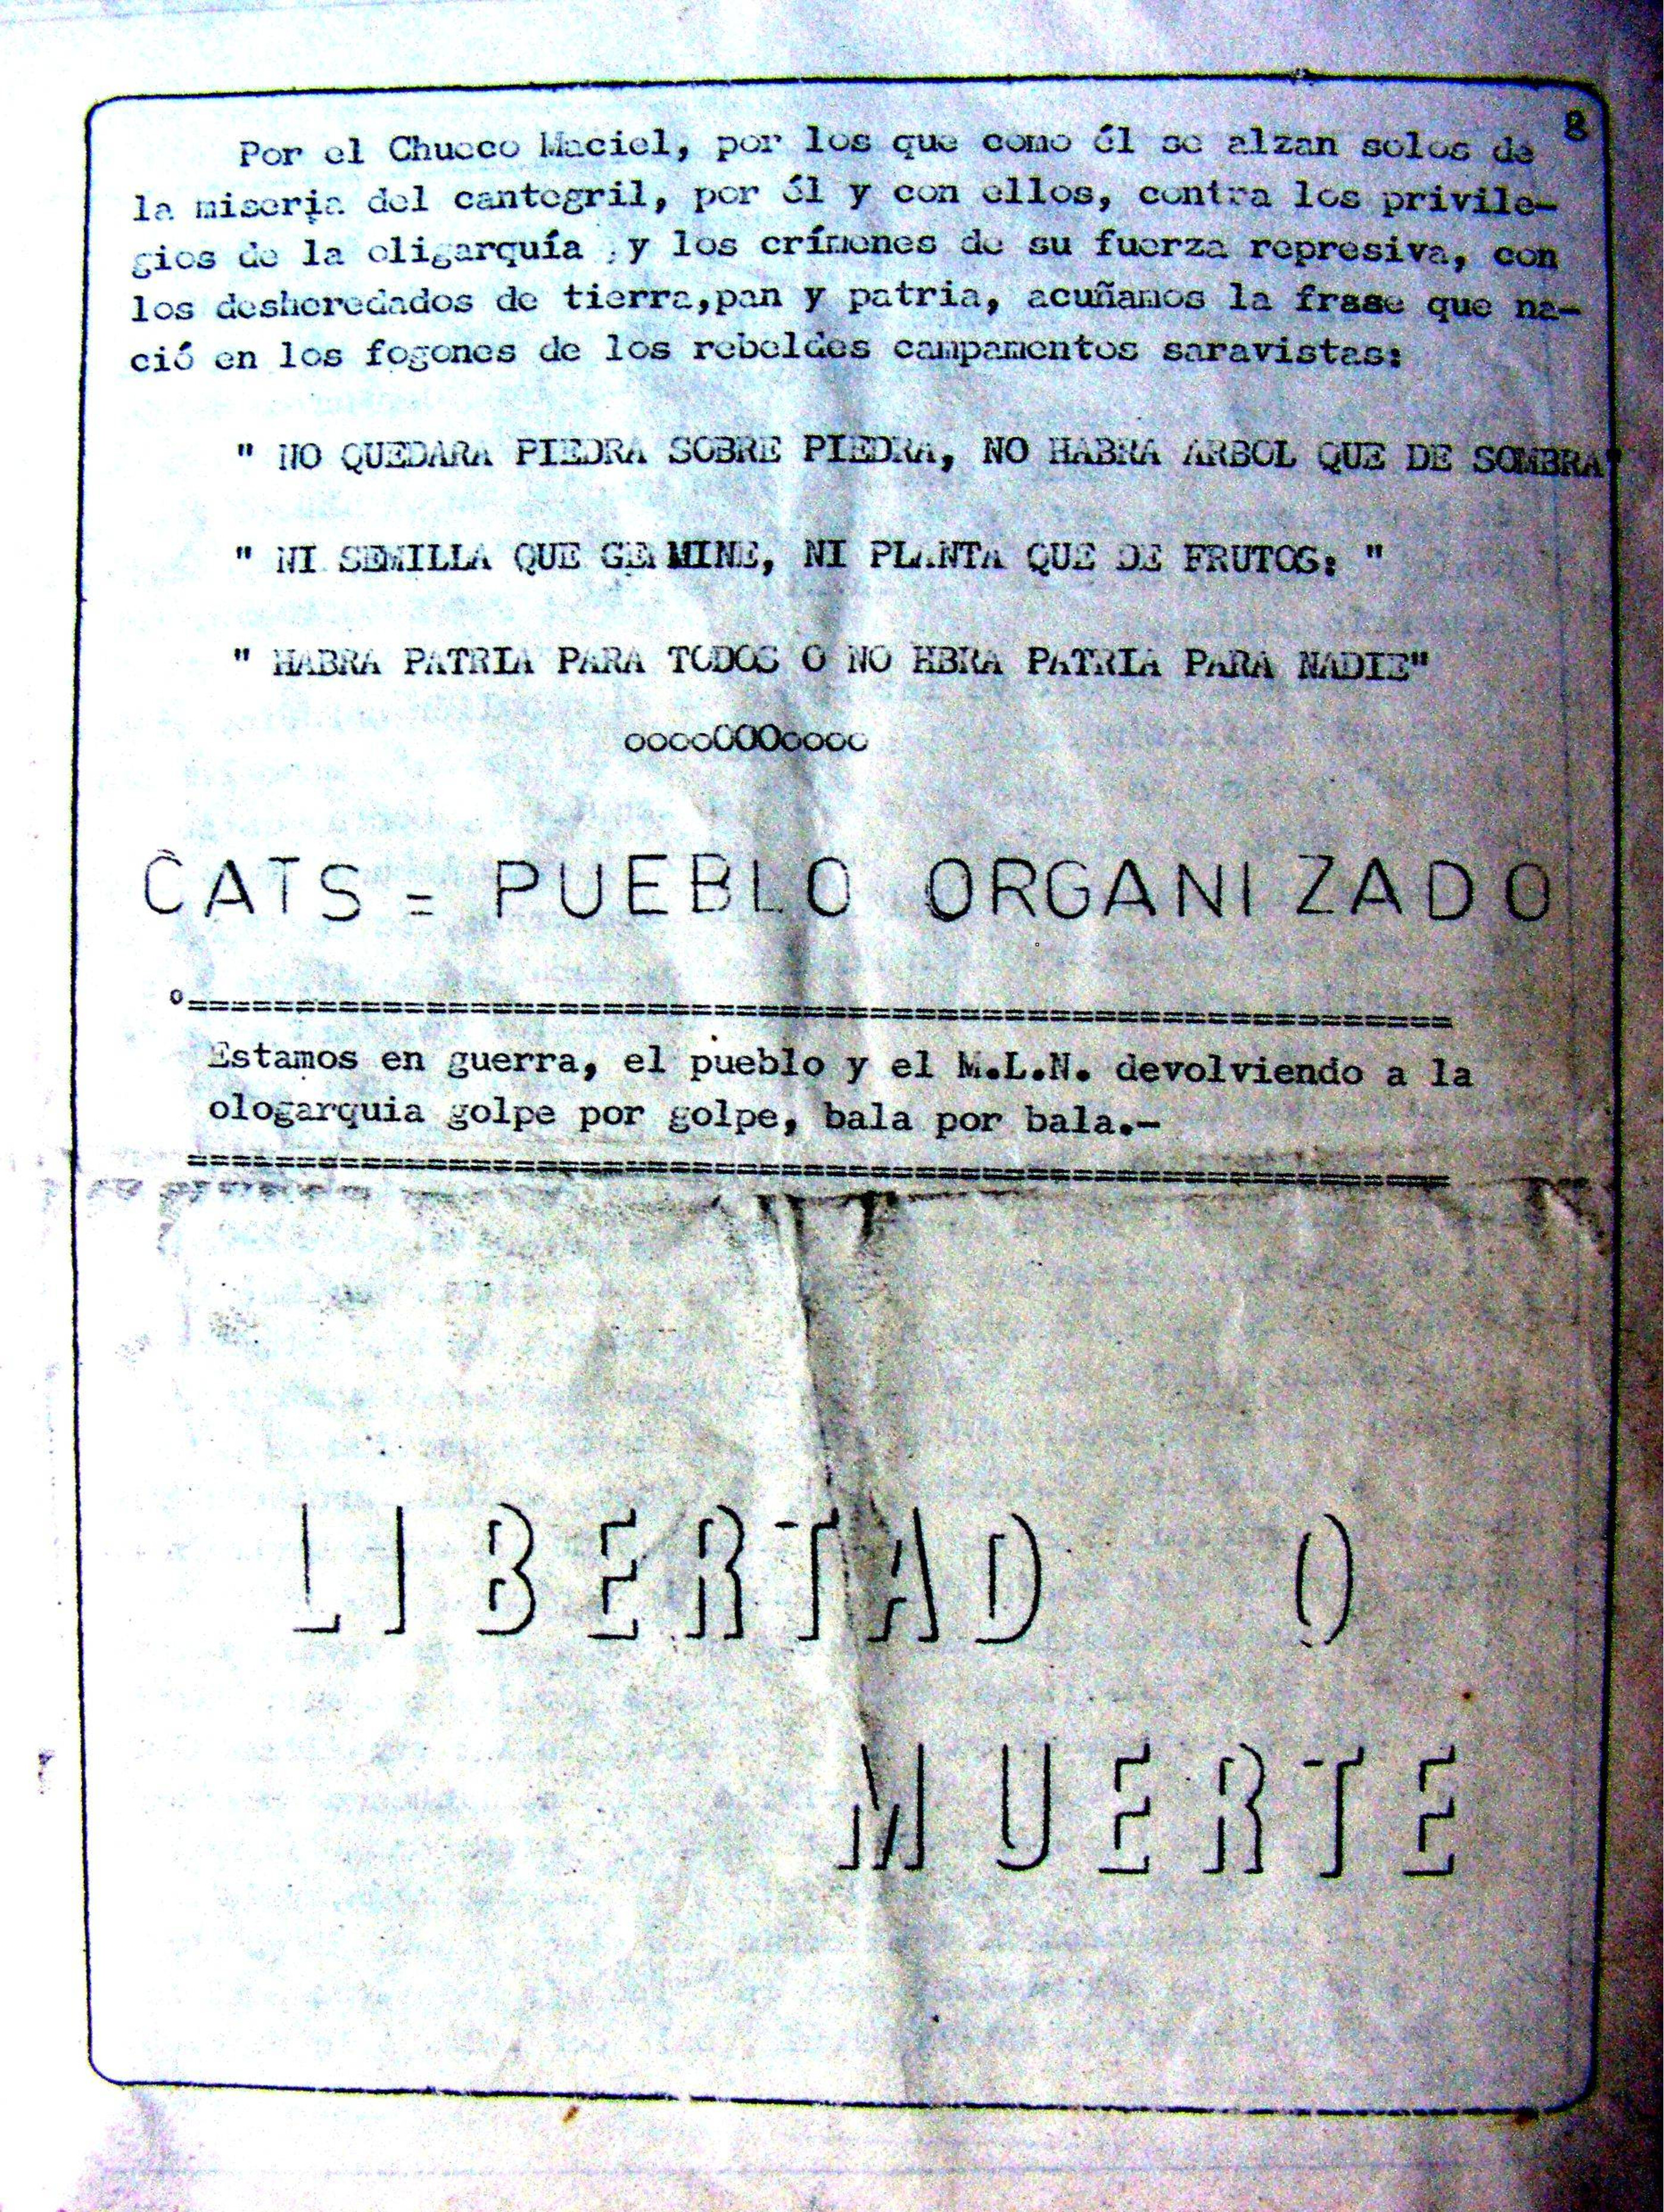 8
Por el Chueco Maciel, por los que como él se alzan solos de
la miseria del cantegril, por él y con ellos, contra los privile-
gios de la oligarquía y los crímenes de su fuerza represiva, con
los desheredados de tierra,pan y patria, acuñamos la frase que na-
ció en los fogones de los rebeldes campamentos saravistas:
" NO QUEDARA PIEDRA SOBRE PIEDRA, NO HABRA ARBOL QUE DE SOMBRA"
" NI SEMILLA QUE GERMINE, NI PLANTA QUE DE FRUTOS: "
" HABRA PATRIA PARA TODOS O NO HBRA PATRIA PARA NADIE"
ooooOOOoooo
CATS = PUEBLO ORGANIZADO
°==========================================================
Estamos en guerra, el pueblo y el M.L.N. devolviendo a la
ologarquia golpe por golpe, bala por bala.-
==========================================================
LIBERTAD O
MUERTE